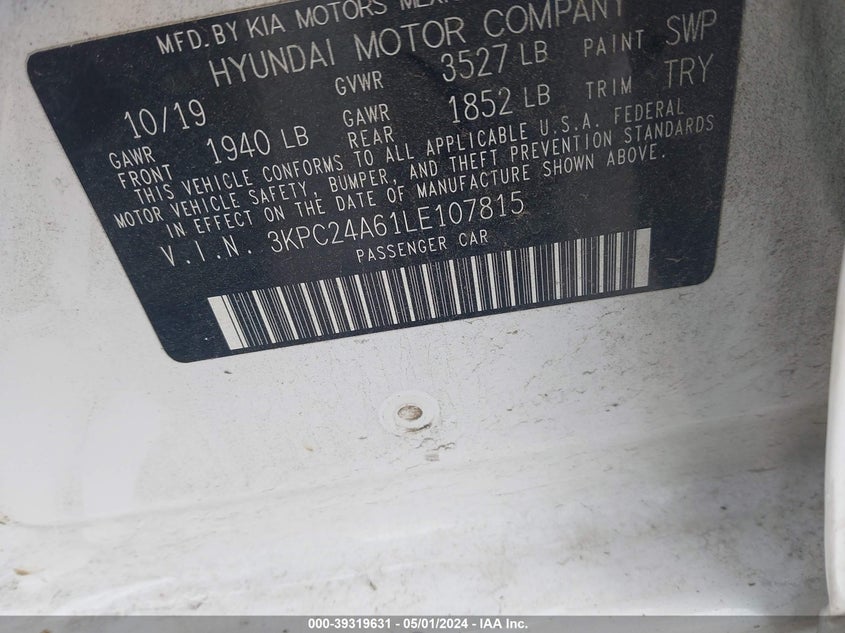 MFD. BY KIA MOTORS MEXI
HYUNDAI MOTOR COMPANY
10/19 GVWR 3527 LB PAINT SWP
GAWR FRONT 1940 LB GAWR REAR 1852 LB TRIM TRY
THIS VEHICLE CONFORMS TO ALL APPLICABLE U.S.A. FEDERAL
MOTOR VEHICLE SAFETY, BUMPER, AND THEFT PREVENTION STANDARDS
IN EFFECT ON THE DATE OF MANUFACTURE SHOWN ABOVE.
V.I.N. 3KPC24A61LE107815
PASSENGER CAR
000-39319631 - 05/01/2024 - IAA Inc.